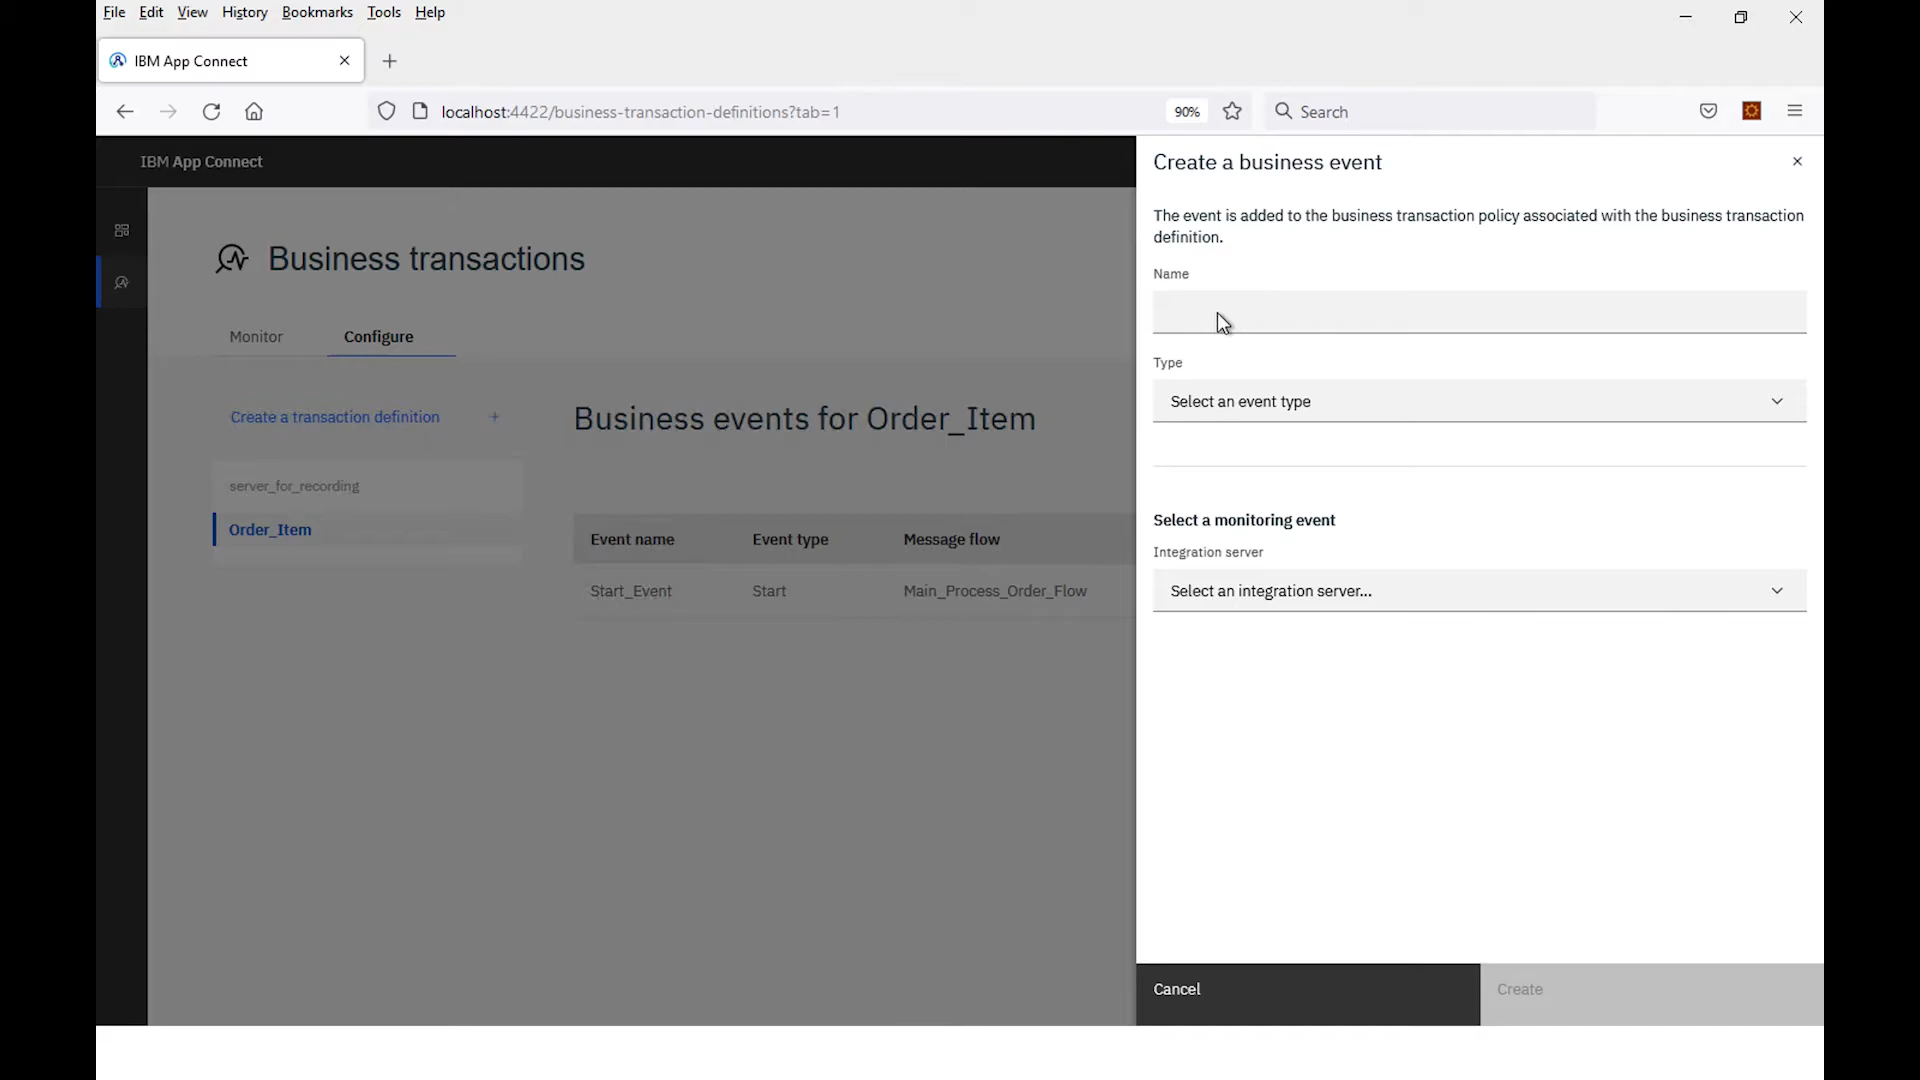 File Edit View History Bookmarks Tools Help
IBM App Connect
localhost:4422/business-transaction-definitions?tab=1
90%
Search
IBM App Connect
Business transactions
Monitor
Configure
Create a transaction definition +
server_for_recording
Order_Item
Business events for Order_Item
Event name Event type Message flow
Start_Event Start Main_Process_Order_Flow
Create a business event
The event is added to the business transaction policy associated with the business transaction
definition.
Name
Type
Select an event type
Select a monitoring event
Integration server
Select an integration server...
Cancel
Create